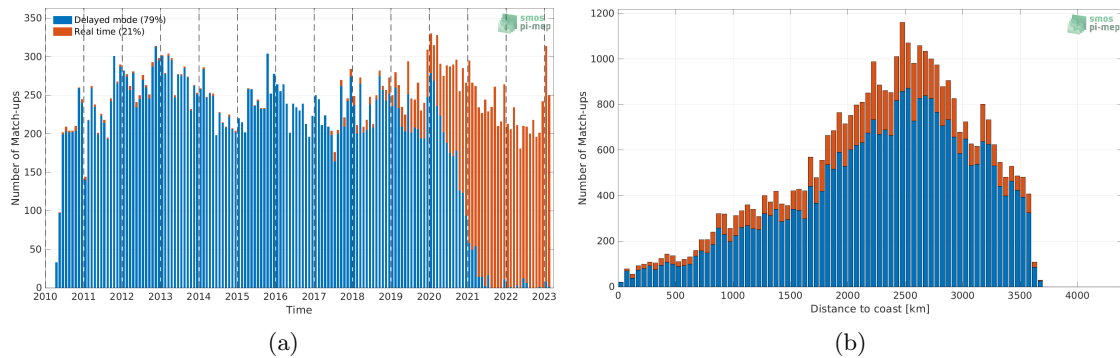 Delayed mode (79%)
Real time (21%)
smos
pi-mep
Number of Match-ups
350
300
250
200
150
100
50
0
2010 2011 2012 2013 2014 2015 2016 2017 2018 2019 2020 2021 2022 2023
Time
(a)
smos
pi-mep
Number of Match-ups
1200
1000
800
600
400
200
0
0 500 1000 1500 2000 2500 3000 3500 4000
Distance to coast [km]
(b)